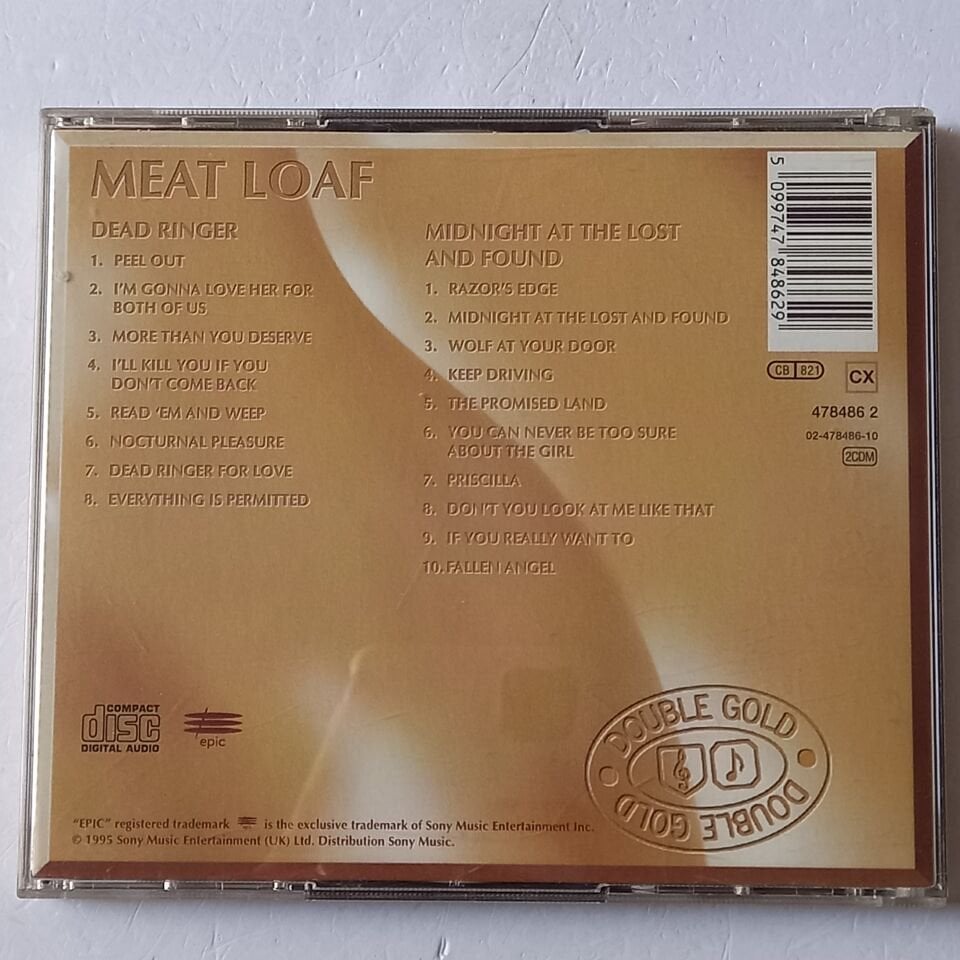 MEAT LOAF
DEAD RINGER
1. PEEL OUT
2. I'M GONNA LOVE HER FOR
BOTH OF US
3. MORE THAN YOU DESERVE
4. I'LL KILL YOU IF YOU
DON'T COME BACK
5. READ 'EM AND WEEP
6. NOCTURNAL PLEASURE
7. DEAD RINGER FOR LOVE
8. EVERYTHING IS PERMITTED
MIDNIGHT AT THE LOST
AND FOUND
1. RAZOR'S EDGE
2. MIDNIGHT AT THE LOST AND FOUND
3. WOLF AT YOUR DOOR
4. KEEP DRIVING
5. THE PROMISED LAND
6. YOU CAN NEVER BE TOO SURE
ABOUT THE GIRL
7. PRISCILLA
8. DON'T YOU LOOK AT ME LIKE THAT
9. IF YOU REALLY WANT TO
10. FALLEN ANGEL
5 099747 848629
CB 821
CX
478486 2
02-478486-10
2CDM
COMPACT
disc
DIGITAL AUDIO
epic
DOUBLE GOLD
DOUBLE GOLD
"EPIC" registered trademark is the exclusive trademark of Sony Music Entertainment Inc.
© 1995 Sony Music Entertainment (UK) Ltd. Distribution Sony Music.